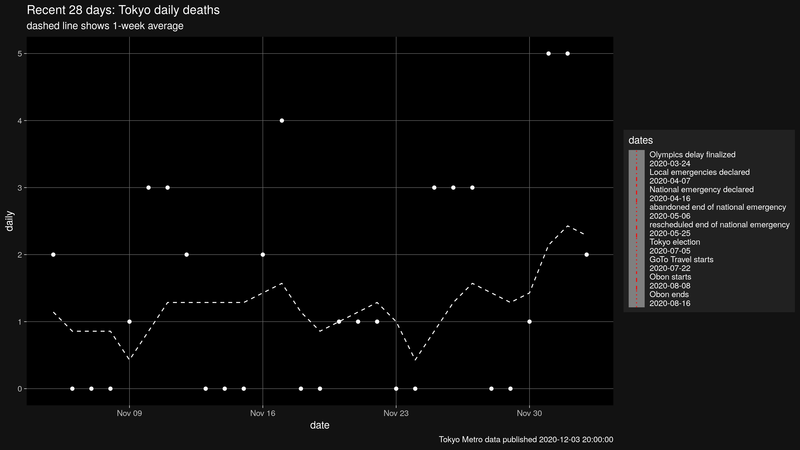 Recent 28 days: Tokyo daily deaths
dashed line shows 1-week average
5
4
3
2
1
0
daily
Nov 09
Nov 16
Nov 23
Nov 30
date
dates
Olympics delay finalized
2020-03-24
Local emergencies declared
2020-04-07
National emergency declared
2020-04-16
abandoned end of national emergency
2020-05-06
rescheduled end of national emergency
2020-05-25
Tokyo election
2020-07-05
GoTo Travel starts
2020-07-22
Obon starts
2020-08-08
Obon ends
2020-08-16
Tokyo Metro data published 2020-12-03 20:00:00